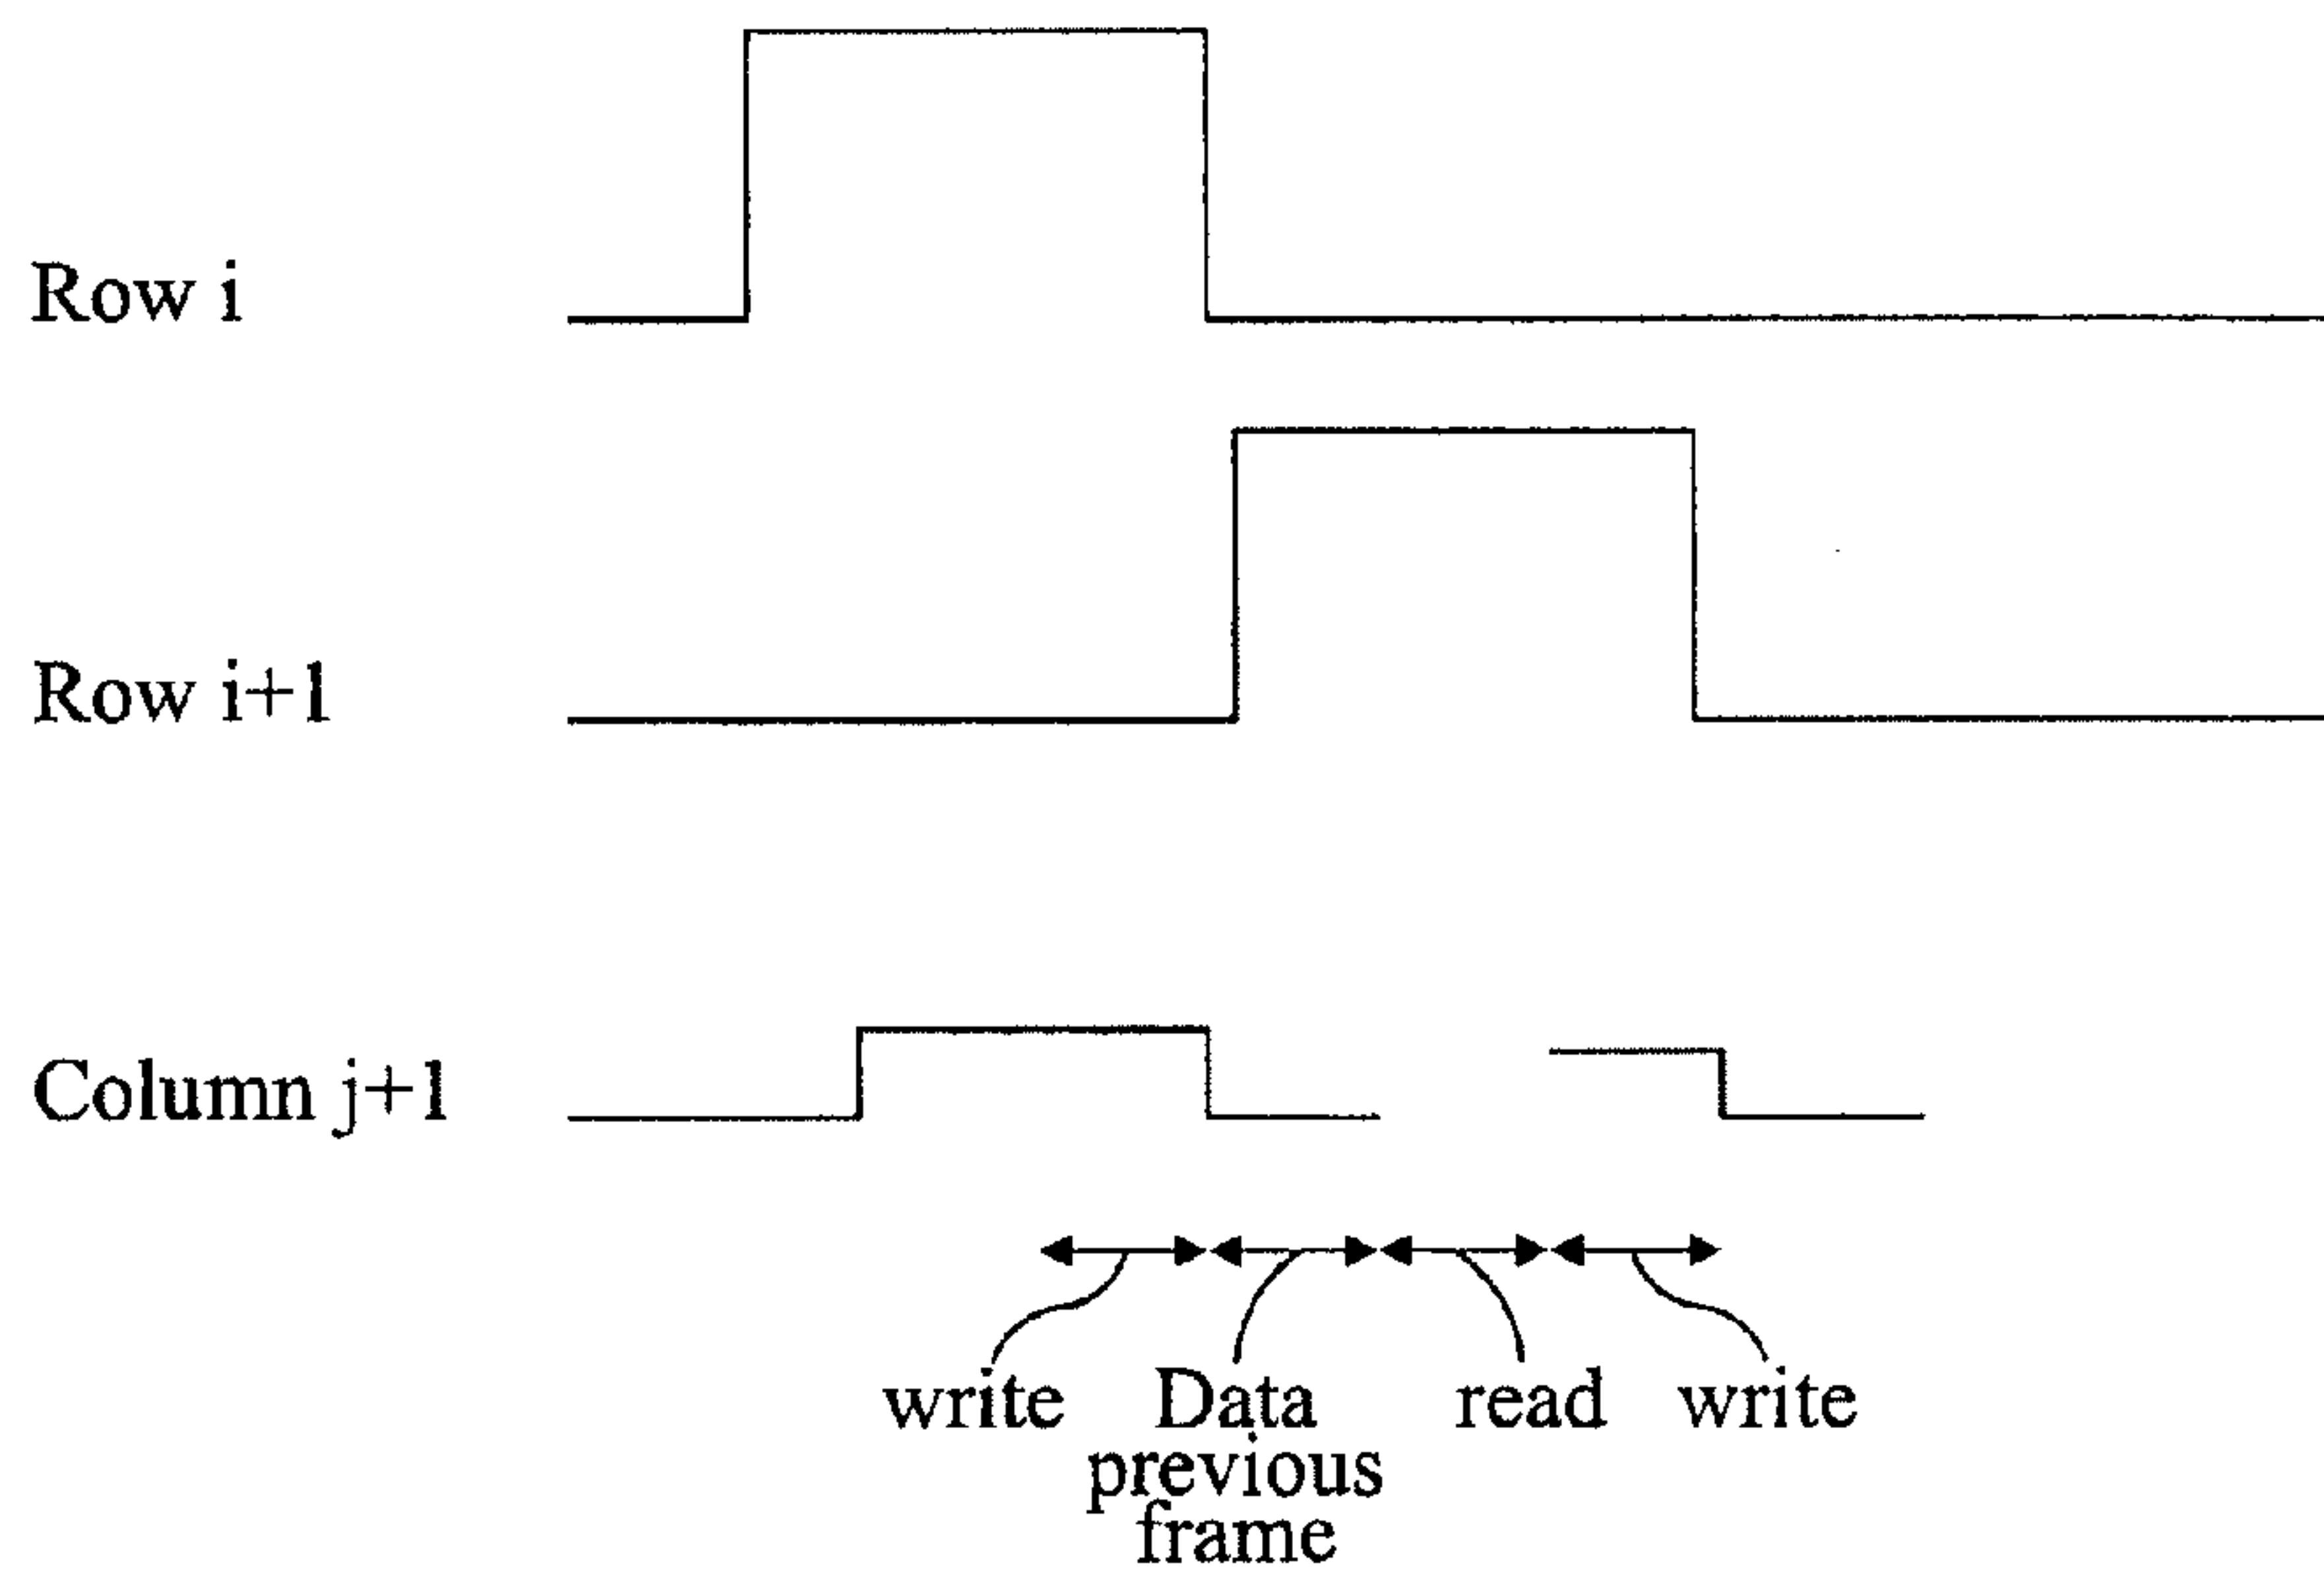 Row i
Row i+1
Column j+1
write Data read write
previous
frame